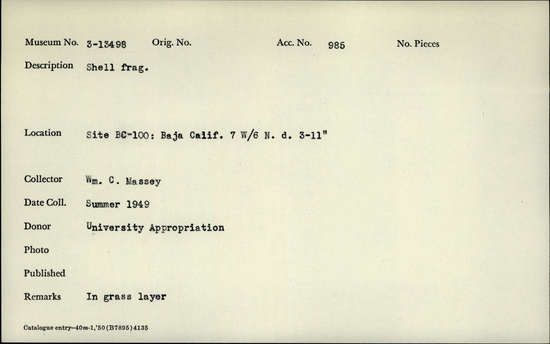 Museum No. 3-13498 Orig. No. Acc. No. 985 No. Pieces
Description Shell frag.
Location Site BC-100: Baja Calif. 7 W/6 N. d. 3-11"
Collector Wm. C. Massey
Date Coll. Summer 1949
Donor University Appropriation
Photo
Published
Remarks In grass layer
Catalogue entry—40m-1,'50 (B7895) 4135